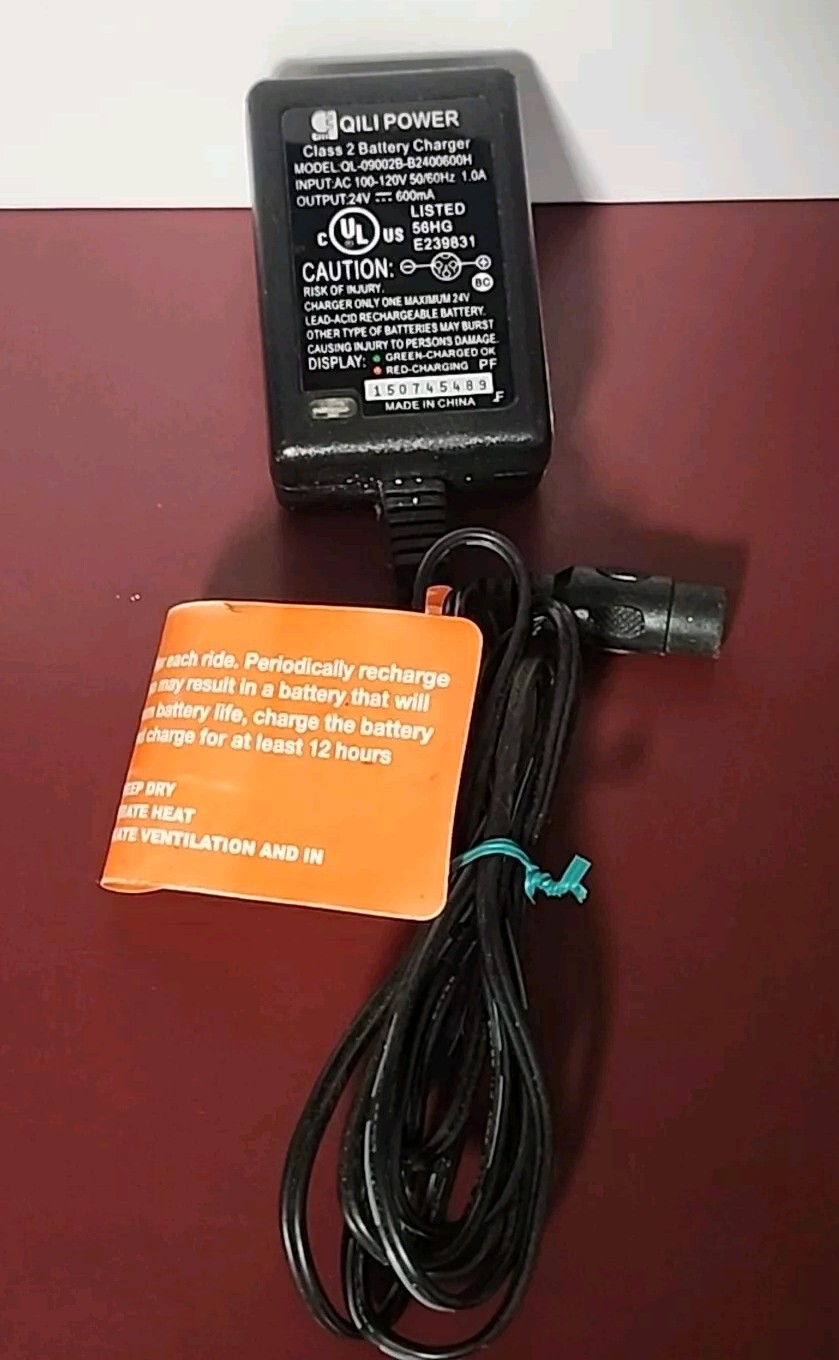 QILI POWER
Class 2 Battery Charger
MODEL:QL-09002B-B2400600H
INPUT:AC 100-120V 50/60Hz 1.0A
OUTPUT:24V 600mA
C UL US
LISTED
56HG
E239831
CAUTION:
BC
RISK OF INJURY.
CHARGER ONLY ONE MAXIMUM 24V
LEAD-ACID RECHARGEABLE BATTERY.
OTHER TYPE OF BATTERIES MAY BURST
CAUSING INJURY TO PERSONS DAMAGE.
DISPLAY: GREEN-CHARGED OK
RED-CHARGING PF
150745489
MADE IN CHINA F
each ride. Periodically recharge
may result in a battery that will
battery life, charge the battery
charge for at least 12 hours
EEP DRY
RATE HEAT
ATE VENTILATION AND IN